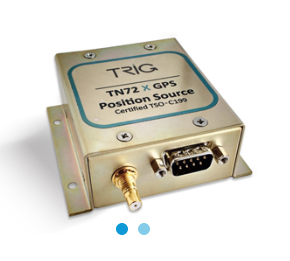 TRIG
TN72 X GPS
Position Source
Certified TSO-C199